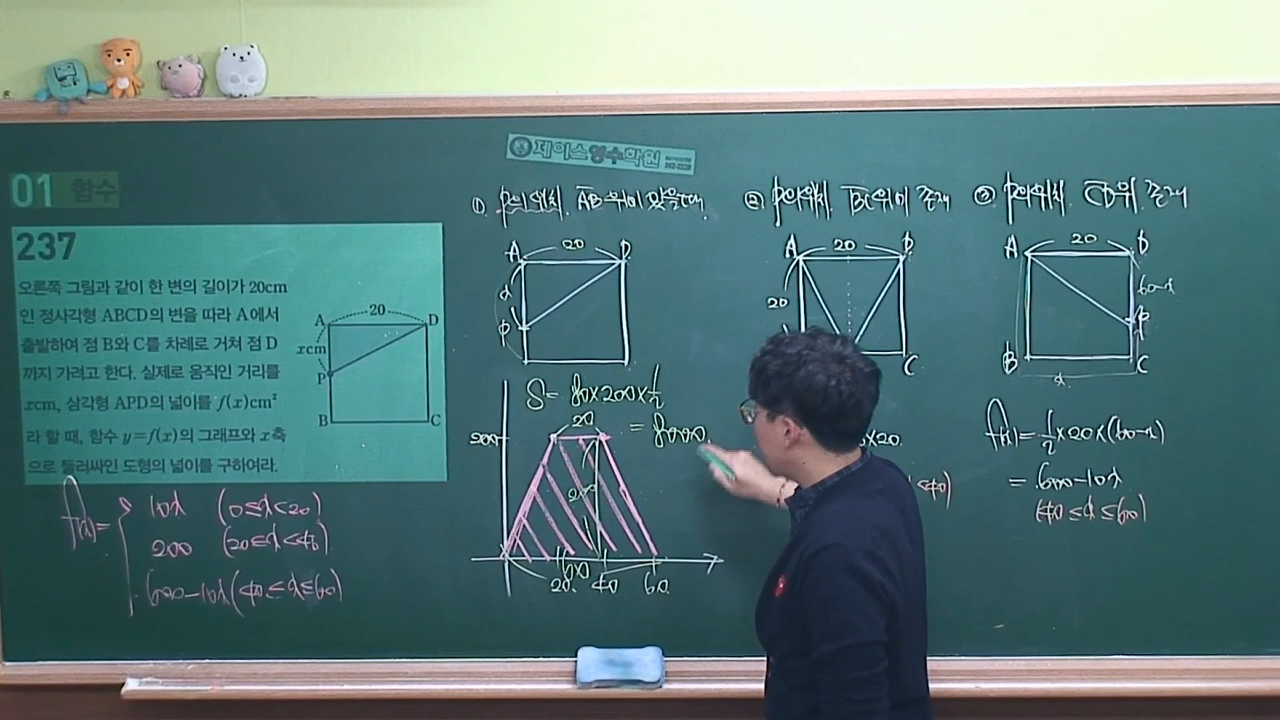 제이스영수학원
01 함수
237
오른쪽 그림과 같이 한 변의 길이가 20cm
인 정사각형 ABCD의 변을 따라 A에서
출발하여 점 B와 C를 차례로 거쳐 점 D
까지 가려고 한다. 실제로 움직인 거리를
xcm, 삼각형 APD의 넓이를 f(x)cm²
라 할 때, 함수 y=f(x)의 그래프와 x축
으로 둘러싸인 도형의 넓이를 구하여라.
A 20 D
xcm
P
B C
f(x)= 10x (0≤x<20)
200 (20≤x<40)
600-10x (40≤x≤60)
① P의 위치 AB 위에 있을때.
A 20 D
x
P
S= 80×200×1/2
= 8000.
20
200
200
60
20. 40 60.
② P의 위치. BC 위에 존재
A 20 D
20
C
×20.
<40)
③ P의 위치. CD 위. 존재
A 20 D
60-x
P
B C
x.
f(x)= 1/2×20×(60-x)
= 600-10x
(40≤x≤60)